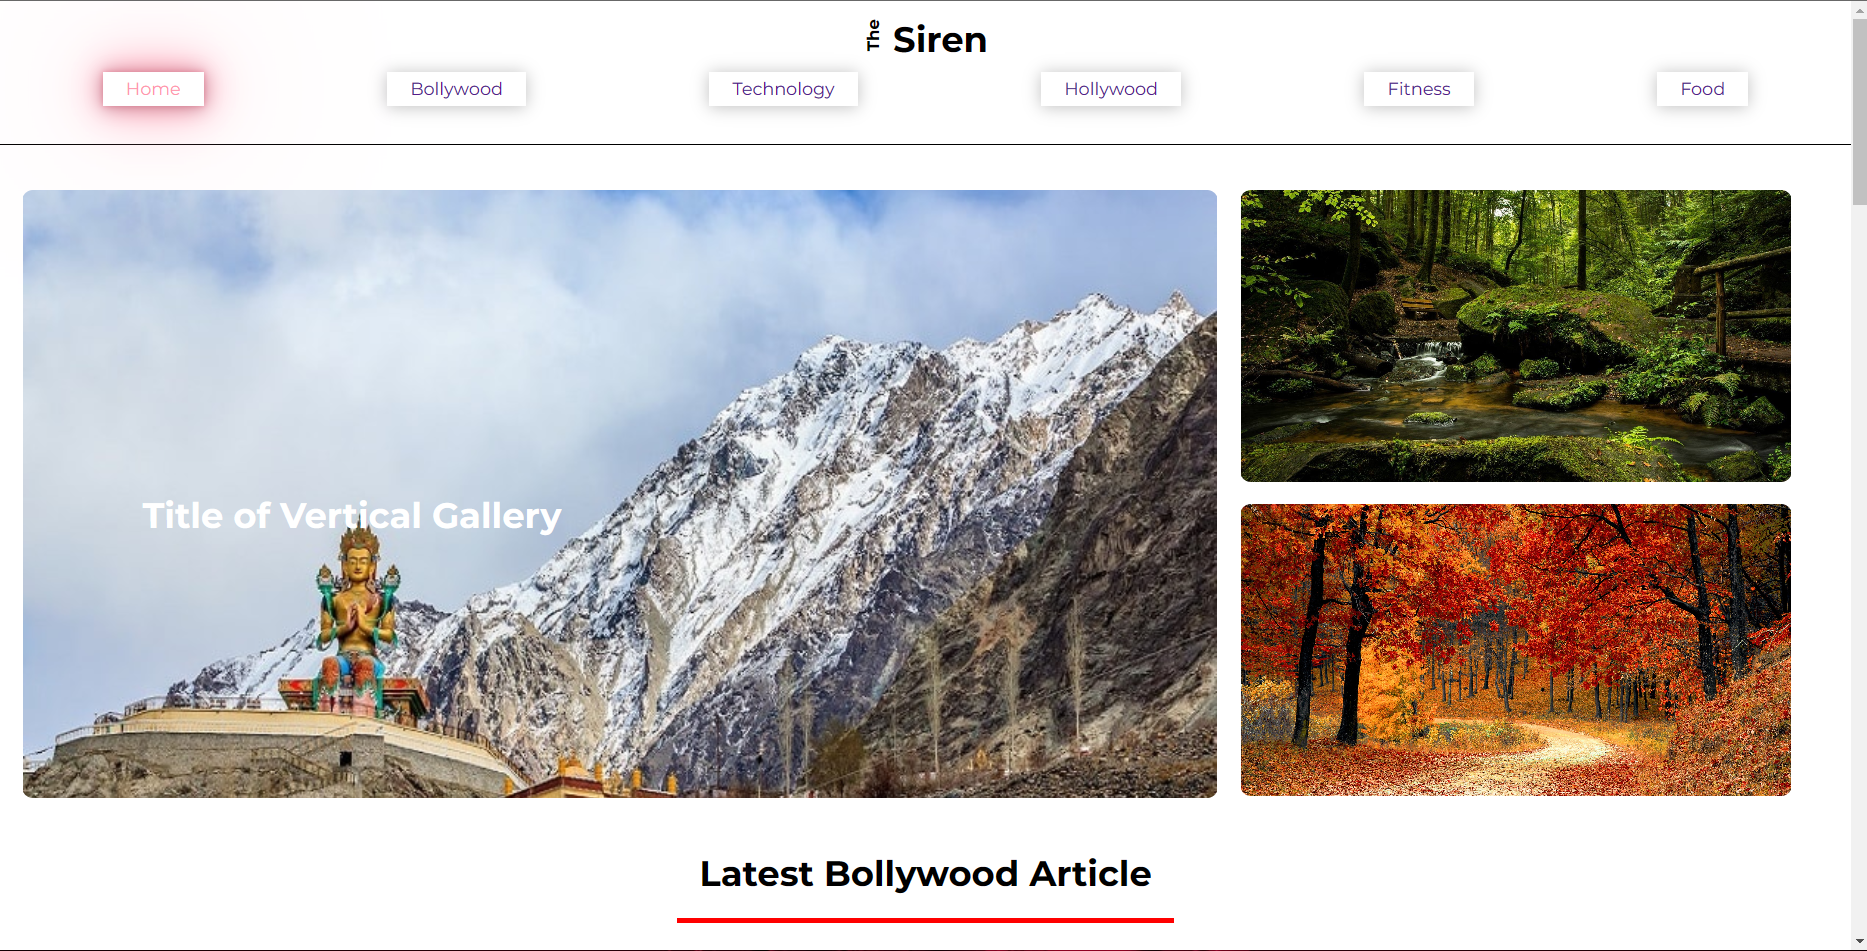 The Siren
Home Bollywood Technology Hollywood Fitness Food
Title of Vertical Gallery
Latest Bollywood Article